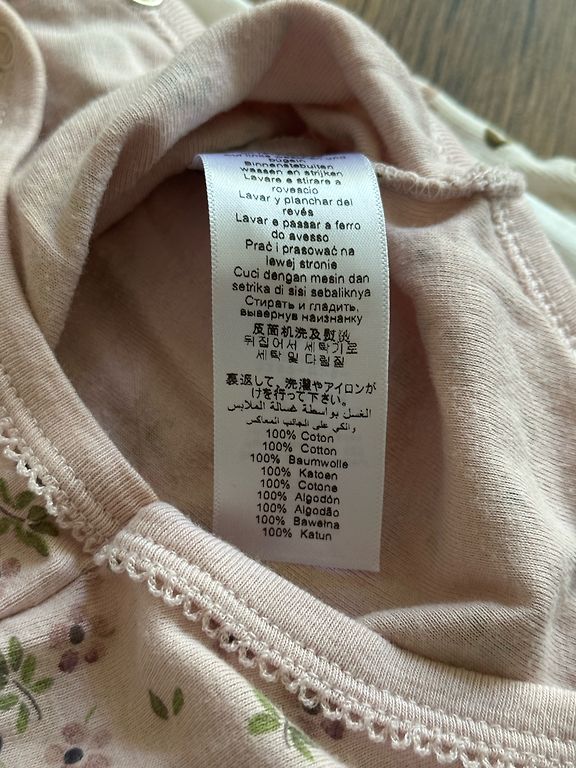 bügeln
Binnenstebuiten
wassen en strijken
Lavare e stirare a
rovescio
Lavar y planchar del
revés
Lavar e passar a ferro
do avesso
Prać i prasować na
lewej stronie
Cuci dengan mesin dan
setrika di sisi sebaliknya
Стирать и гладить,
вывернув наизнанку
反面机洗及熨烫
뒤집어서 세탁기로
세탁 및 다림질
裏返して、洗濯やアイロンが
けを行って下さい。
الغسل بواسطة غسالة الملابس
والكي على الجانب المعاكس
100% Coton
100% Cotton
100% Baumwolle
100% Katoen
100% Cotone
100% Algodón
100% Algodão
100% Bawełna
100% Katun